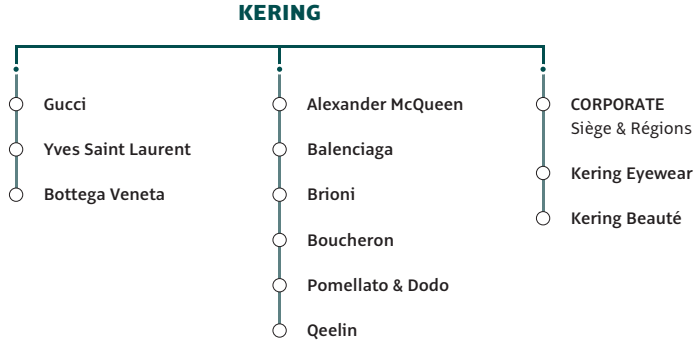 KERING
Gucci
Yves Saint Laurent
Bottega Veneta
Alexander McQueen
Balenciaga
Brioni
Boucheron
Pomellato & Dodo
Qeelin
CORPORATE
Siège & Régions
Kering Eyewear
Kering Beauté